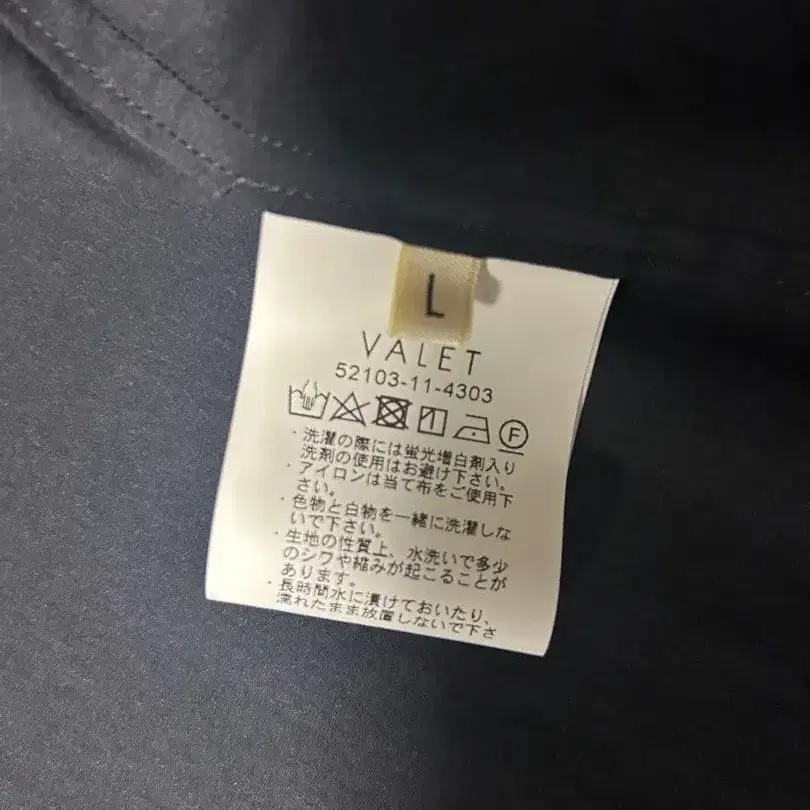 L
VALET
52103-11-4303
F
・洗濯の際には蛍光増白剤入り
洗剤の使用はお避け下さい。
・アイロンは当て布をご使用下
さい。
・色物と白物を一緒に洗濯しな
いで下さい。
・生地の性質上、水洗いで多少
のシワや縮みが起こることが
あります。
・長時間水に漬けておいたり、
濡れたまま放置しないで下さ